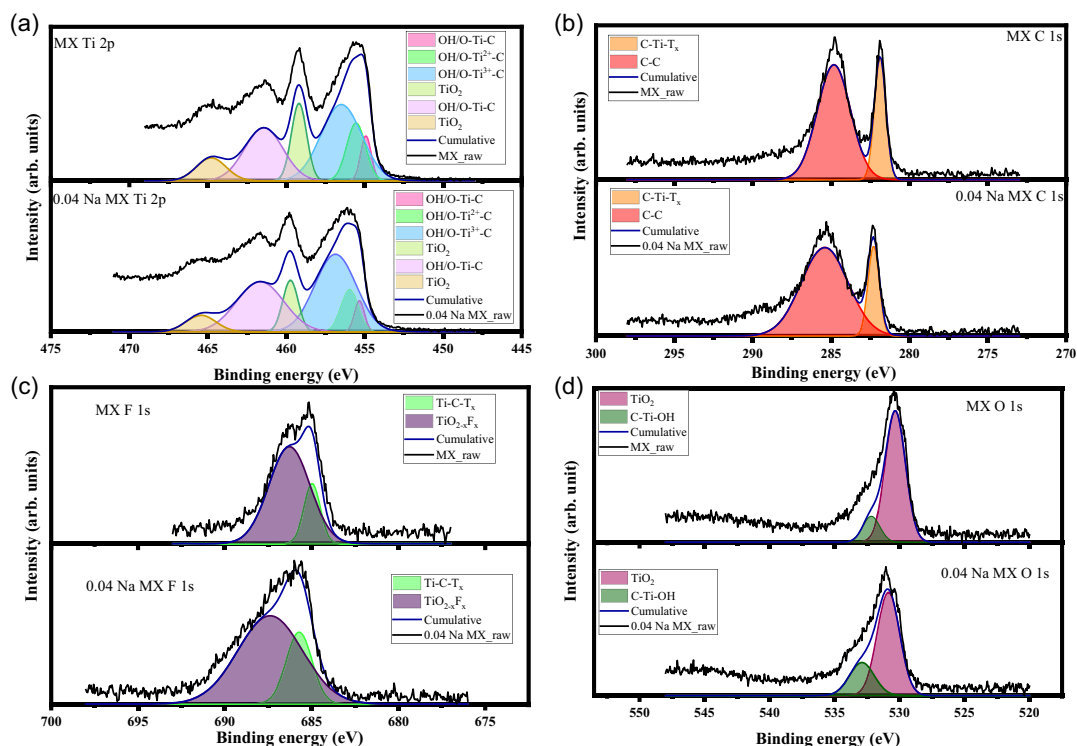 (a)
MX Ti 2p
OH/O-Ti-C
OH/O-Ti²⁺-C
OH/O-Ti³⁺-C
TiO₂
OH/O-Ti-C
TiO₂
Cumulative
MX_raw
0.04 Na MX Ti 2p
OH/O-Ti-C
OH/O-Ti²⁺-C
OH/O-Ti³⁺-C
TiO₂
OH/O-Ti-C
TiO₂
Cumulative
0.04 Na MX_raw
Intensity (arb. units)
475 470 465 460 455 450 445
Binding energy (eV)
(b)
MX C 1s
C-Ti-Tₓ
C-C
Cumulative
MX_raw
0.04 Na MX C 1s
C-Ti-Tₓ
C-C
Cumulative
0.04 Na MX_raw
Intensity (arb. units)
300 295 290 285 280 275 270
Binding energy (eV)
(c)
MX F 1s
Ti-C-Tₓ
TiO₂₋ₓFₓ
Cumulative
MX_raw
0.04 Na MX F 1s
Ti-C-Tₓ
TiO₂₋ₓFₓ
Cumulative
0.04 Na MX_raw
Intensity (arb. units)
700 690 685 680 675
Binding energy (eV)
(d)
MX O 1s
TiO₂
C-Ti-OH
Cumulative
MX_raw
0.04 Na MX O 1s
TiO₂
C-Ti-OH
Cumulative
0.04 Na MX_raw
Intensity (arb. unit)
550 545 540 535 530 525 520
Binding energy (eV)